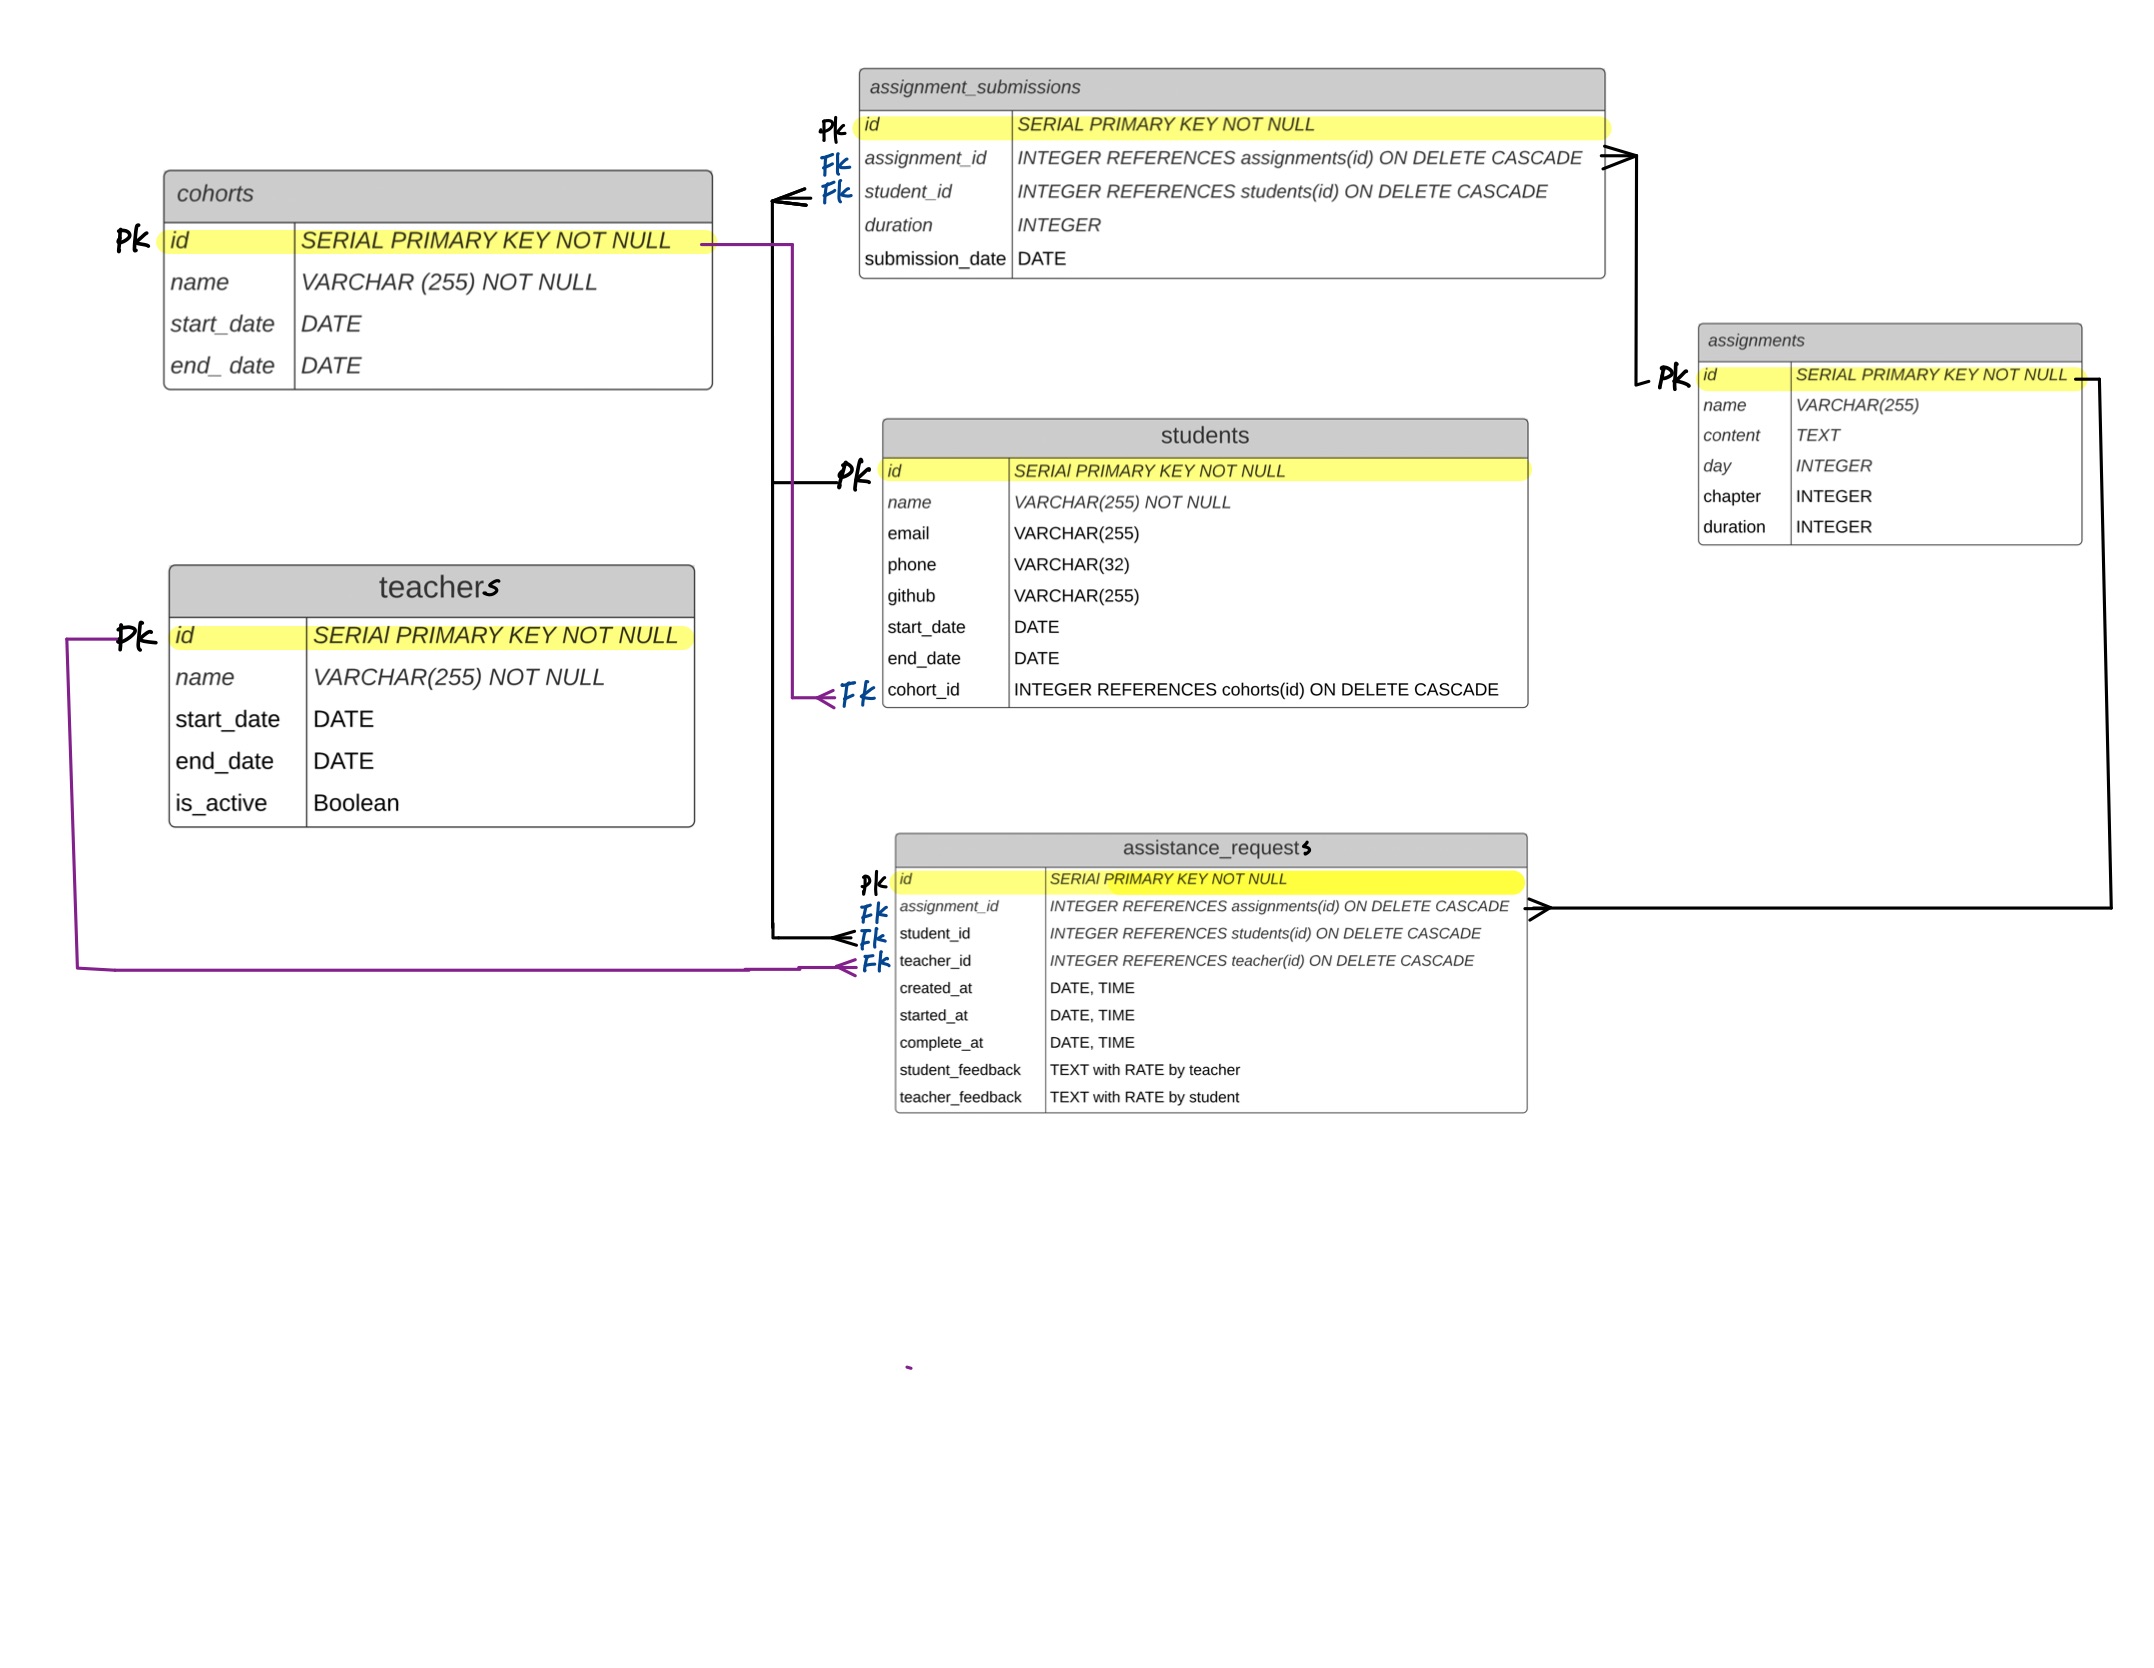 cohorts
Pk id SERIAL PRIMARY KEY NOT NULL
name VARCHAR (255) NOT NULL
start_date DATE
end_ date DATE
teachers
Pk id SERIAl PRIMARY KEY NOT NULL
name VARCHAR(255) NOT NULL
start_date DATE
end_date DATE
is_active Boolean
assignment_submissions
Pk id SERIAL PRIMARY KEY NOT NULL
Fk assignment_id INTEGER REFERENCES assignments(id) ON DELETE CASCADE
Fk student_id INTEGER REFERENCES students(id) ON DELETE CASCADE
duration INTEGER
submission_date DATE
students
Pk id SERIAl PRIMARY KEY NOT NULL
name VARCHAR(255) NOT NULL
email VARCHAR(255)
phone VARCHAR(32)
github VARCHAR(255)
start_date DATE
end_date DATE
Fk cohort_id INTEGER REFERENCES cohorts(id) ON DELETE CASCADE
assistance_requests
Pk id SERIAl PRIMARY KEY NOT NULL
Fk assignment_id INTEGER REFERENCES assignments(id) ON DELETE CASCADE
Fk student_id INTEGER REFERENCES students(id) ON DELETE CASCADE
Fk teacher_id INTEGER REFERENCES teacher(id) ON DELETE CASCADE
created_at DATE, TIME
started_at DATE, TIME
complete_at DATE, TIME
student_feedback TEXT with RATE by teacher
teacher_feedback TEXT with RATE by student
assignments
Pk id SERIAL PRIMARY KEY NOT NULL
name VARCHAR(255)
content TEXT
day INTEGER
chapter INTEGER
duration INTEGER